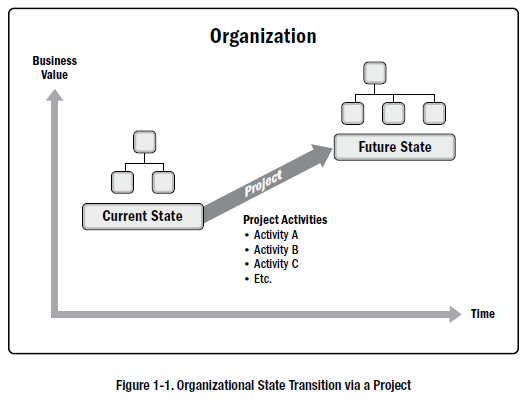 Organization
Business
Value
Future State
Project
Current State
Project Activities
• Activity A
• Activity B
• Activity C
• Etc.
Time
Figure 1-1. Organizational State Transition via a Project